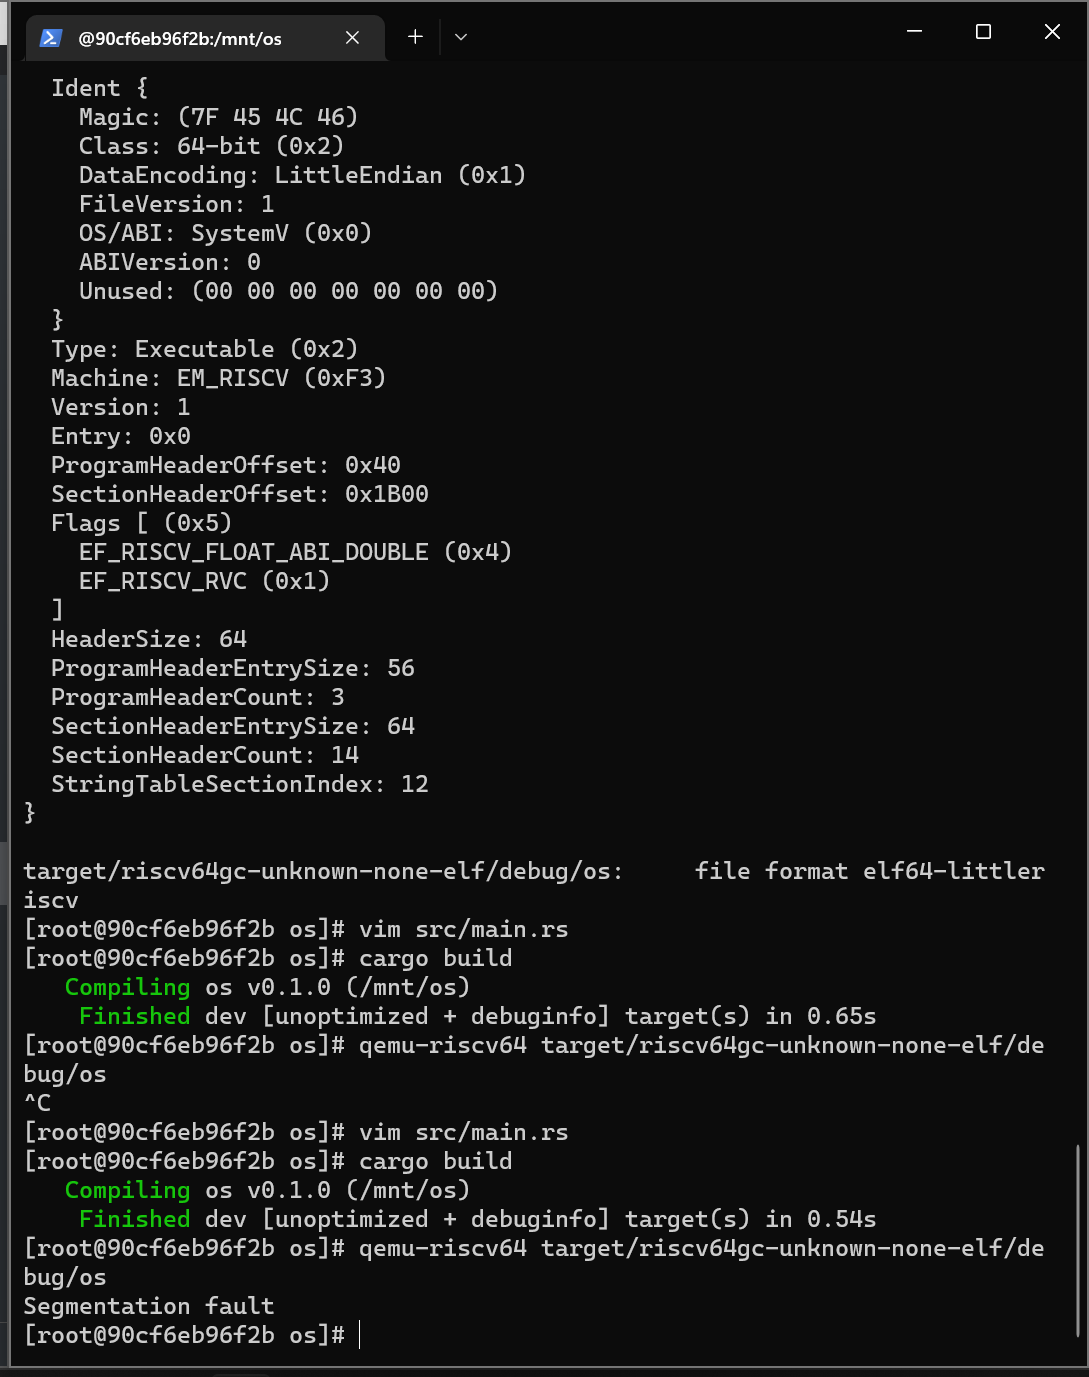 @90cf6eb96f2b:/mnt/os
Ident {
Magic: (7F 45 4C 46)
Class: 64-bit (0x2)
DataEncoding: LittleEndian (0x1)
FileVersion: 1
OS/ABI: SystemV (0x0)
ABIVersion: 0
Unused: (00 00 00 00 00 00 00)
}
Type: Executable (0x2)
Machine: EM_RISCV (0xF3)
Version: 1
Entry: 0x0
ProgramHeaderOffset: 0x40
SectionHeaderOffset: 0x1B00
Flags [ (0x5)
EF_RISCV_FLOAT_ABI_DOUBLE (0x4)
EF_RISCV_RVC (0x1)
]
HeaderSize: 64
ProgramHeaderEntrySize: 56
ProgramHeaderCount: 3
SectionHeaderEntrySize: 64
SectionHeaderCount: 14
StringTableSectionIndex: 12
}
target/riscv64gc-unknown-none-elf/debug/os:     file format elf64-littler
iscv
[root@90cf6eb96f2b os]# vim src/main.rs
[root@90cf6eb96f2b os]# cargo build
Compiling os v0.1.0 (/mnt/os)
Finished dev [unoptimized + debuginfo] target(s) in 0.65s
[root@90cf6eb96f2b os]# qemu-riscv64 target/riscv64gc-unknown-none-elf/de
bug/os
^C
[root@90cf6eb96f2b os]# vim src/main.rs
[root@90cf6eb96f2b os]# cargo build
Compiling os v0.1.0 (/mnt/os)
Finished dev [unoptimized + debuginfo] target(s) in 0.54s
[root@90cf6eb96f2b os]# qemu-riscv64 target/riscv64gc-unknown-none-elf/de
bug/os
Segmentation fault
[root@90cf6eb96f2b os]#